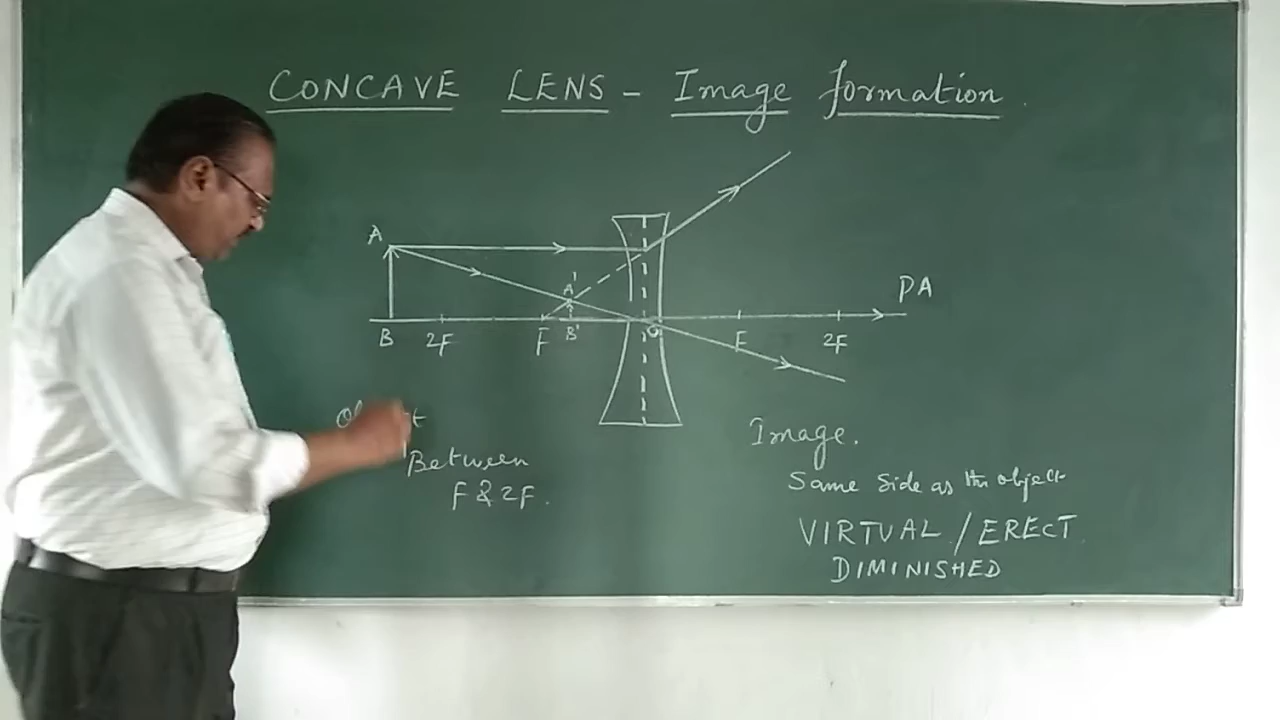 CONCAVE LENS - Image formation
A
A'
PA
B 2F F B' O F 2F
Image.
Between
Same side as the object
F & 2F.
VIRTUAL / ERECT
DIMINISHED